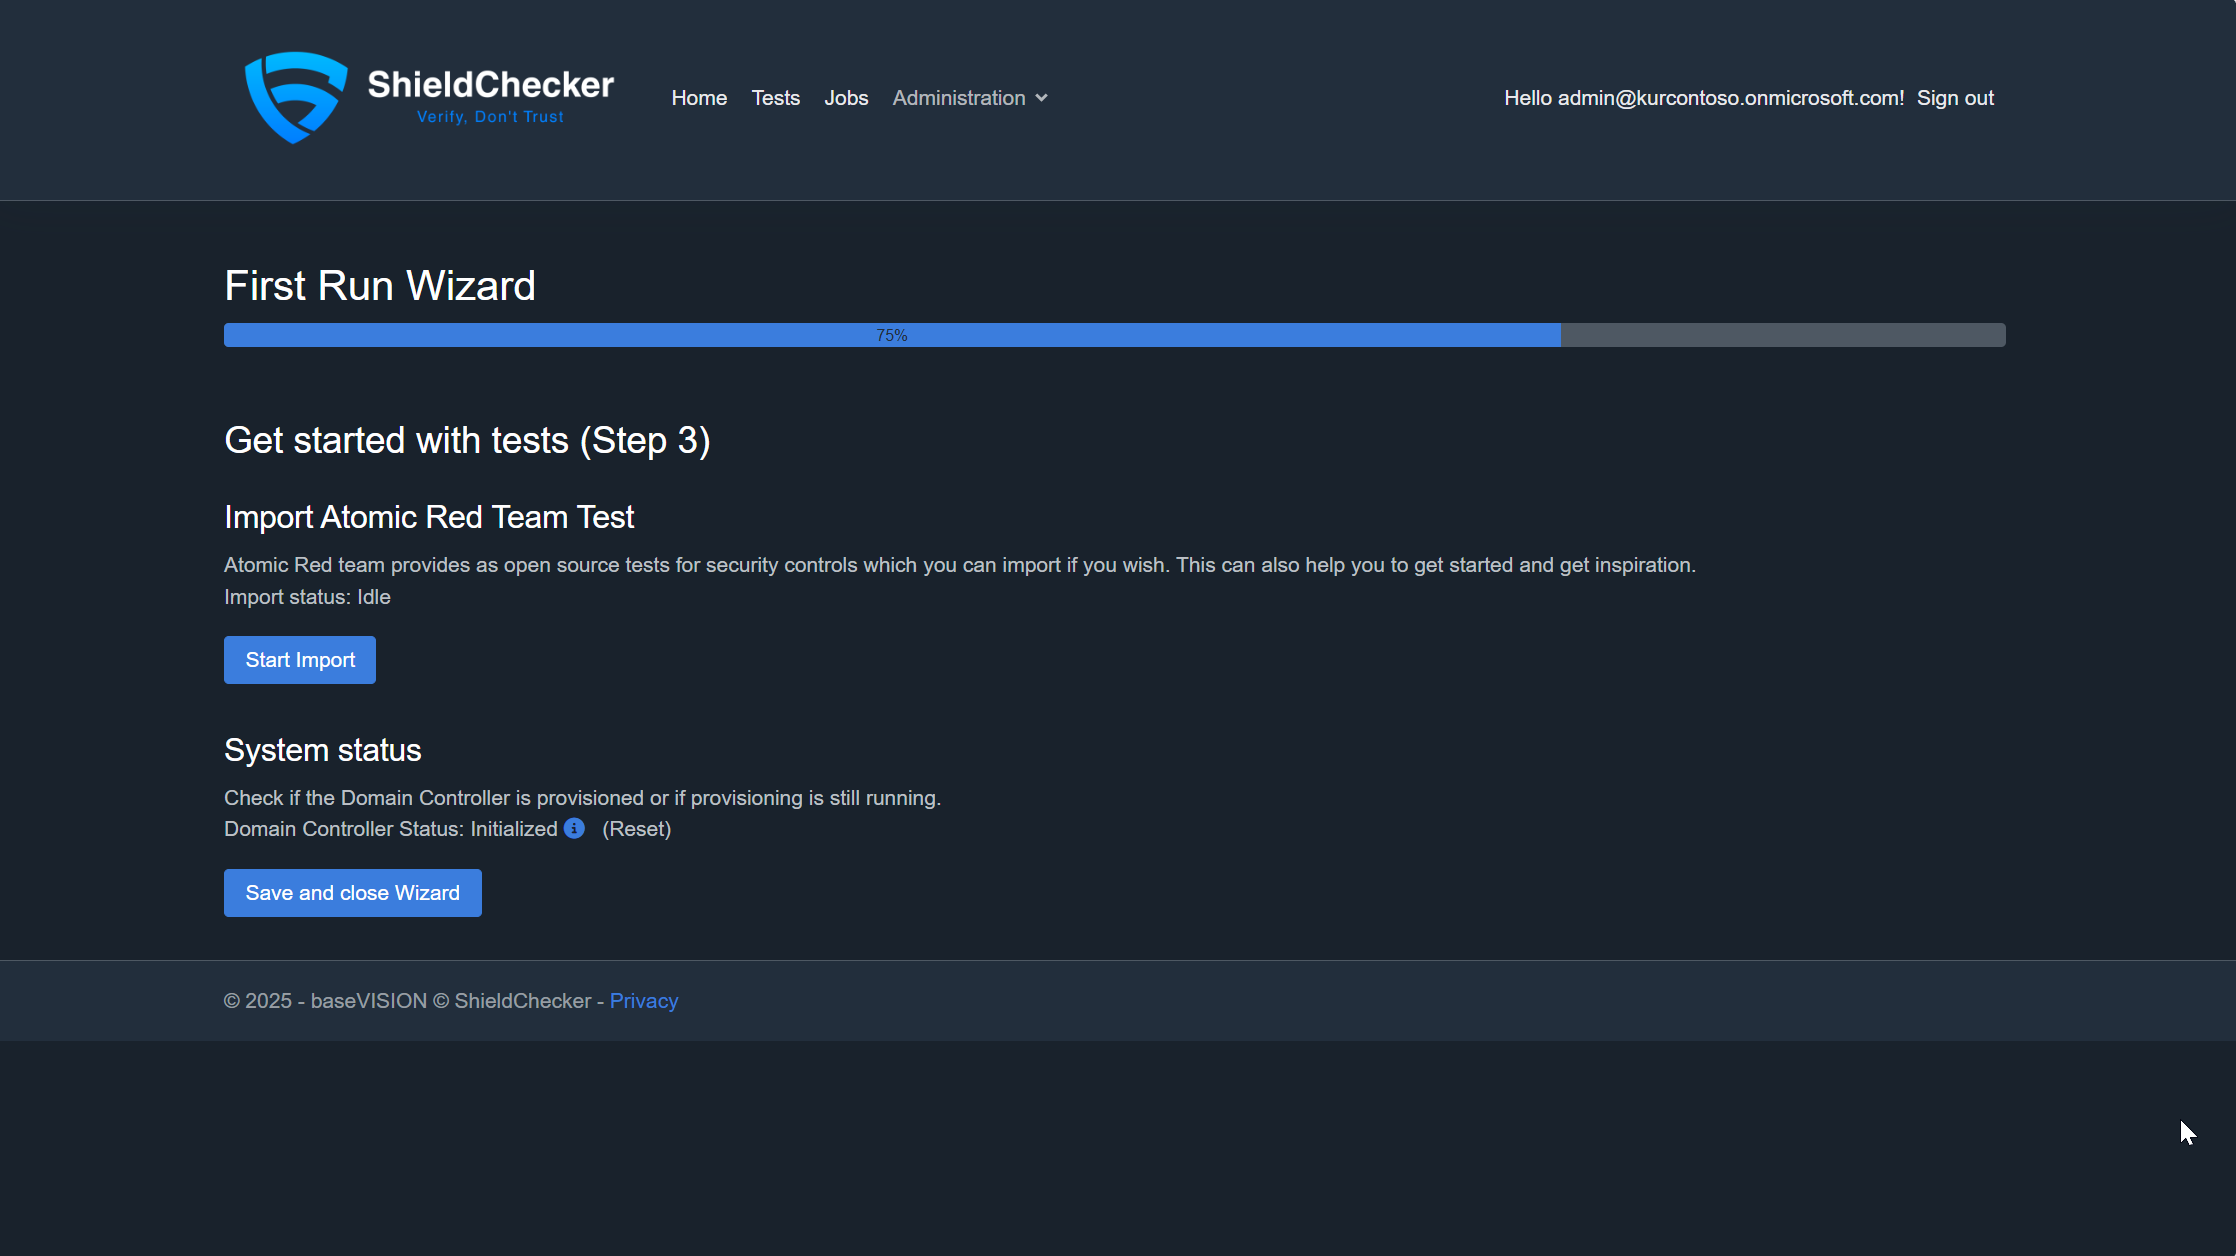 ShieldChecker
Verify, Don't Trust
Home Tests Jobs Administration
Hello admin@kurcontoso.onmicrosoft.com! Sign out
First Run Wizard
75%
Get started with tests (Step 3)
Import Atomic Red Team Test
Atomic Red team provides as open source tests for security controls which you can import if you wish. This can also help you to get started and get inspiration.
Import status: Idle
Start Import
System status
Check if the Domain Controller is provisioned or if provisioning is still running.
Domain Controller Status: Initialized (Reset)
Save and close Wizard
© 2025 - baseVISION © ShieldChecker - Privacy